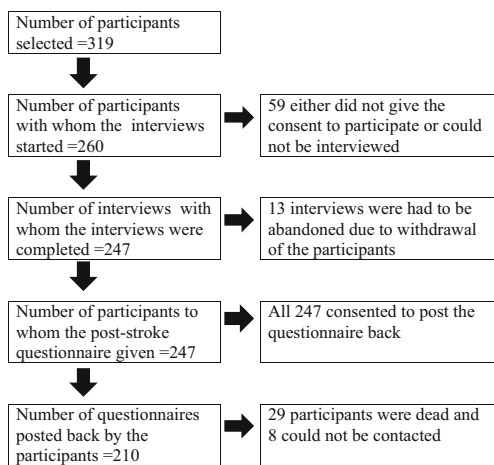 Number of participants
selected =319
Number of participants
with whom the interviews
started =260
59 either did not give the
consent to participate or could
not be interviewed
Number of interviews with
whom the interviews were
completed =247
13 interviews were had to be
abandoned due to withdrawal
of the participants
Number of participants to
whom the post-stroke
questionnaire given =247
All 247 consented to post the
questionnaire back
Number of questionnaires
posted back by the
participants =210
29 participants were dead and
8 could not be contacted